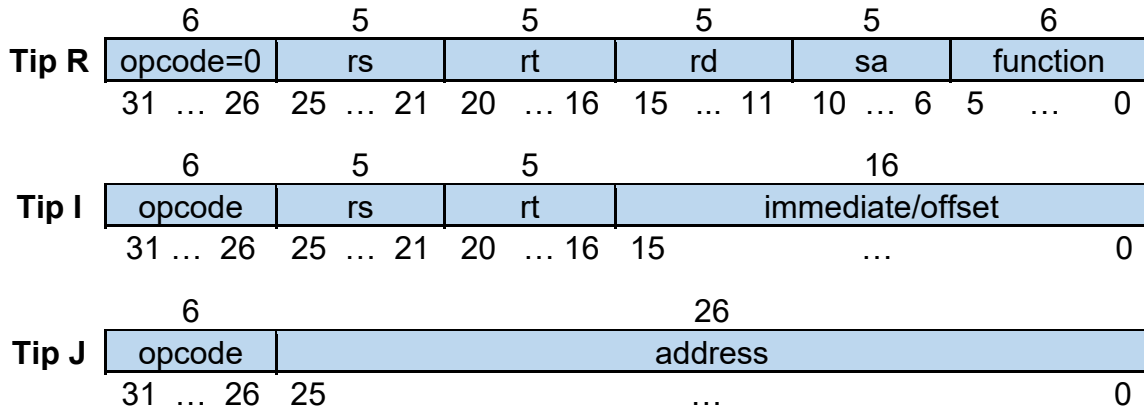 6 5 5 5 5 6
Tip R opcode=0 rs rt rd sa function
31 … 26 25 … 21 20 … 16 15 ... 11 10 … 6 5 … 0
6 5 5 16
Tip I opcode rs rt immediate/offset
31 … 26 25 … 21 20 … 16 15 … 0
6 26
Tip J opcode address
31 … 26 25 … 0